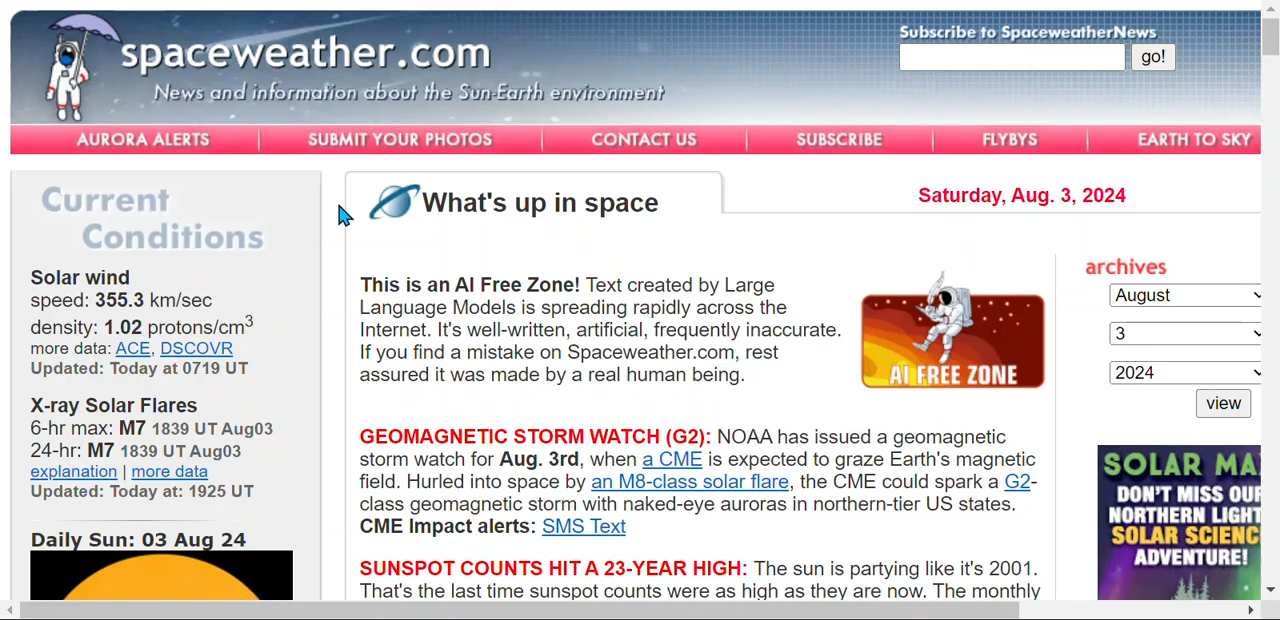 spaceweather.com
News and information about the Sun-Earth environment
Subscribe to SpaceweatherNews
go!
AURORA ALERTS
SUBMIT YOUR PHOTOS
CONTACT US
SUBSCRIBE
FLYBYS
EARTH TO SKY
Current
Conditions
Solar wind
speed: 355.3 km/sec
density: 1.02 protons/cm3
more data: ACE, DSCOVR
Updated: Today at 0719 UT
X-ray Solar Flares
6-hr max: M7 1839 UT Aug03
24-hr: M7 1839 UT Aug03
explanation | more data
Updated: Today at: 1925 UT
Daily Sun: 03 Aug 24
What's up in space
Saturday, Aug. 3, 2024
This is an AI Free Zone! Text created by Large
Language Models is spreading rapidly across the
Internet. It's well-written, artificial, frequently inaccurate.
If you find a mistake on Spaceweather.com, rest
assured it was made by a real human being.
AI FREE ZONE
GEOMAGNETIC STORM WATCH (G2): NOAA has issued a geomagnetic
storm watch for Aug. 3rd, when a CME is expected to graze Earth's magnetic
field. Hurled into space by an M8-class solar flare, the CME could spark a G2-
class geomagnetic storm with naked-eye auroras in northern-tier US states.
CME Impact alerts: SMS Text
SUNSPOT COUNTS HIT A 23-YEAR HIGH: The sun is partying like it's 2001.
That's the last time sunspot counts were as high as they are now. The monthly
archives
August
3
2024
view
SOLAR MA
DON'T MISS OUR
NORTHERN LIGHT
SOLAR SCIENC
ADVENTURE!